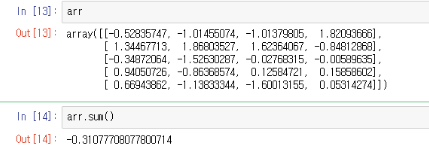 In [13]: arr
Out[13]: array([[-0.52835747, -1.01455074, -1.01379805, 1.82093666],
[ 1.34467713, 1.86803527, 1.62364067, -0.84812868],
[-0.34872064, -1.52630287, -0.02768315, -0.00589635],
[ 0.94050726, -0.86368574, 0.12584721, 0.15858602],
[ 0.66943862, -1.13833344, -1.60013155, 0.05314274]])
In [14]: arr.sum()
Out[14]: -0.31077708077800714